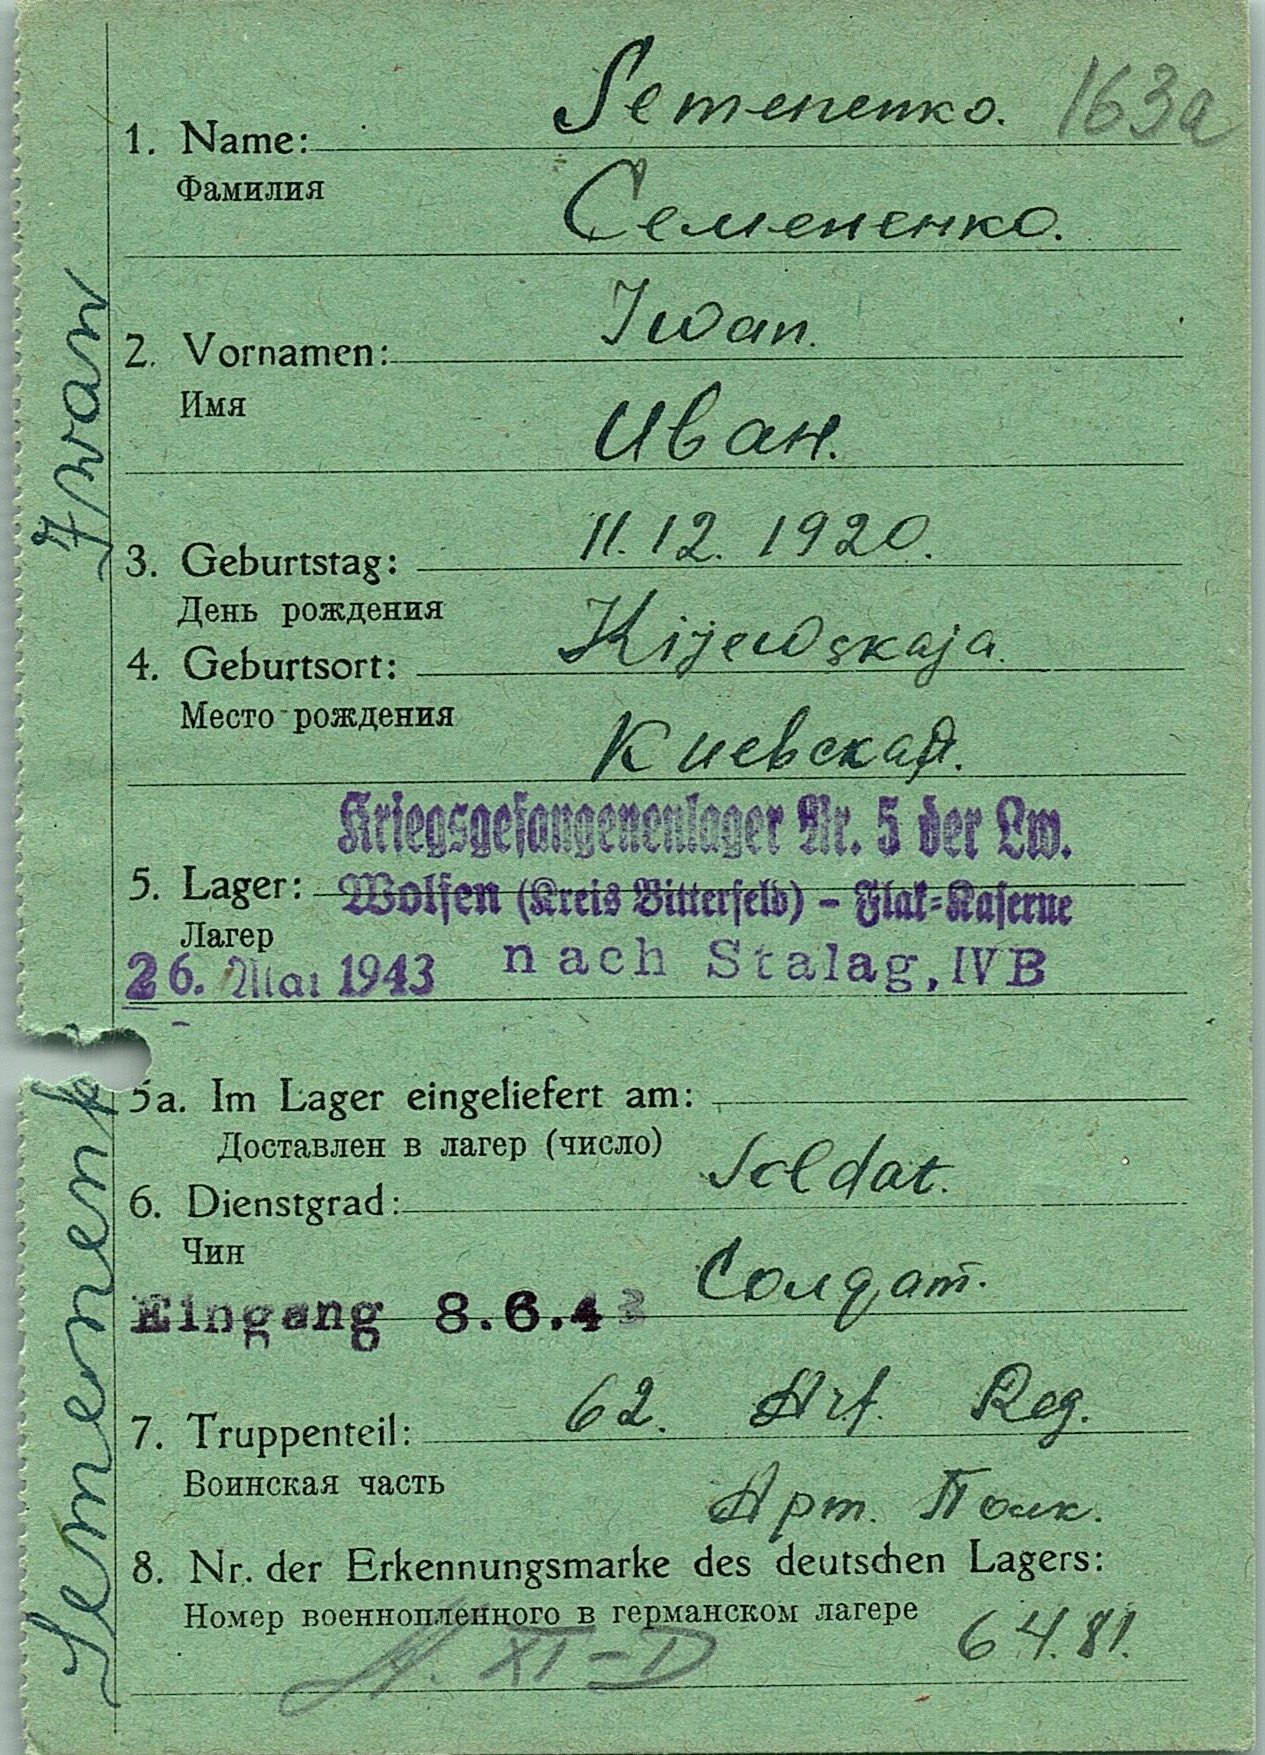 Semenenko. 163a
1. Name:
Фамилия
Семененко.
Iwan.
2. Vornamen:
Имя
Иван.
3. Geburtstag: 11.12.1920.
День рождения
4. Geburtsort: Kijewskaja.
Место рождения
Киевская.
Kriegsgefangenenlager Nr. 5 der Lw.
5. Lager: Wolfen (Kreis Bitterfeld) - Flak=Kaserne
Лагер
26. Mai 1943 nach Stalag, IVB
5a. Im Lager eingeliefert am:
Доставлен в лагер (число)
6. Dienstgrad: Soldat.
Чин
Солдат.
Eingang 8.6.43
7. Truppenteil: 62. Art. Reg.
Воинская часть
Арт. Полк.
8. Nr. der Erkennungsmarke des deutschen Lagers:
Номер военнопленного в германском лагере 6481.
XI-D
Semenenk Iwan